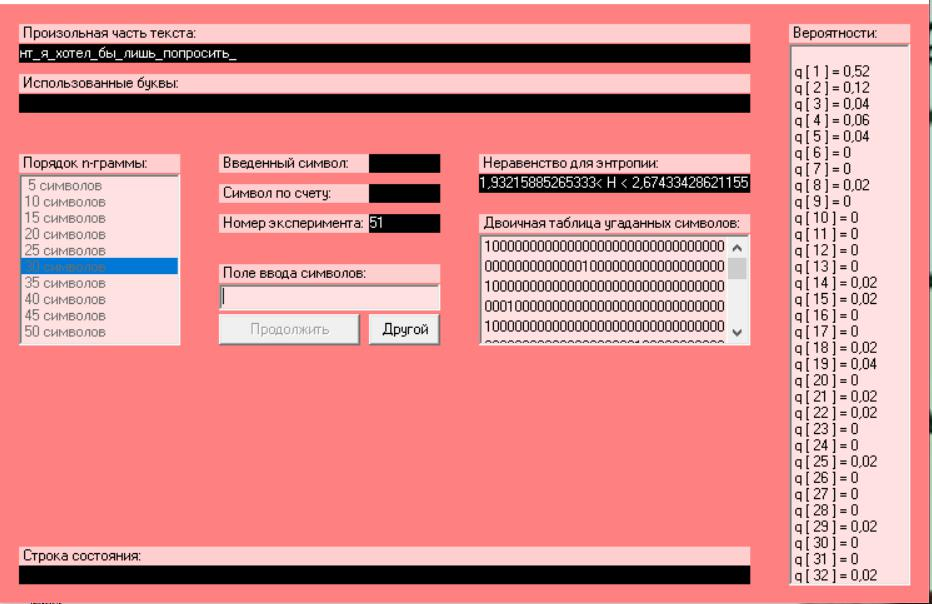 Произольная часть текста:
нт_я_хотел_бы_лишь_попросить_
Использованные буквы:
Порядок n-граммы:
5 символов
10 символов
15 символов
20 символов
25 символов
30 символов
35 символов
40 символов
45 символов
50 символов
Введенный символ:
Символ по счету:
Номер эксперимента: 51
Поле ввода символов:
Продолжить
Другой
Неравенство для энтропии:
1,93215885265333< H < 2,67433428621155
Двоичная таблица угаданных символов:
10000000000000000000000000000000
00000000000001000000000000000000
10000000000000000000000000000000
00010000000000000000000000000000
10000000000000000000000000000000
Строка состояния:
Вероятности:
q[1]=0,52
q[2]=0,12
q[3]=0,04
q[4]=0,06
q[5]=0,04
q[6]=0
q[7]=0
q[8]=0,02
q[9]=0
q[10]=0
q[11]=0
q[12]=0
q[13]=0
q[14]=0,02
q[15]=0,02
q[16]=0
q[17]=0
q[18]=0,02
q[19]=0,04
q[20]=0
q[21]=0,02
q[22]=0,02
q[23]=0
q[24]=0
q[25]=0,02
q[26]=0
q[27]=0
q[28]=0
q[29]=0,02
q[30]=0
q[31]=0
q[32]=0,02